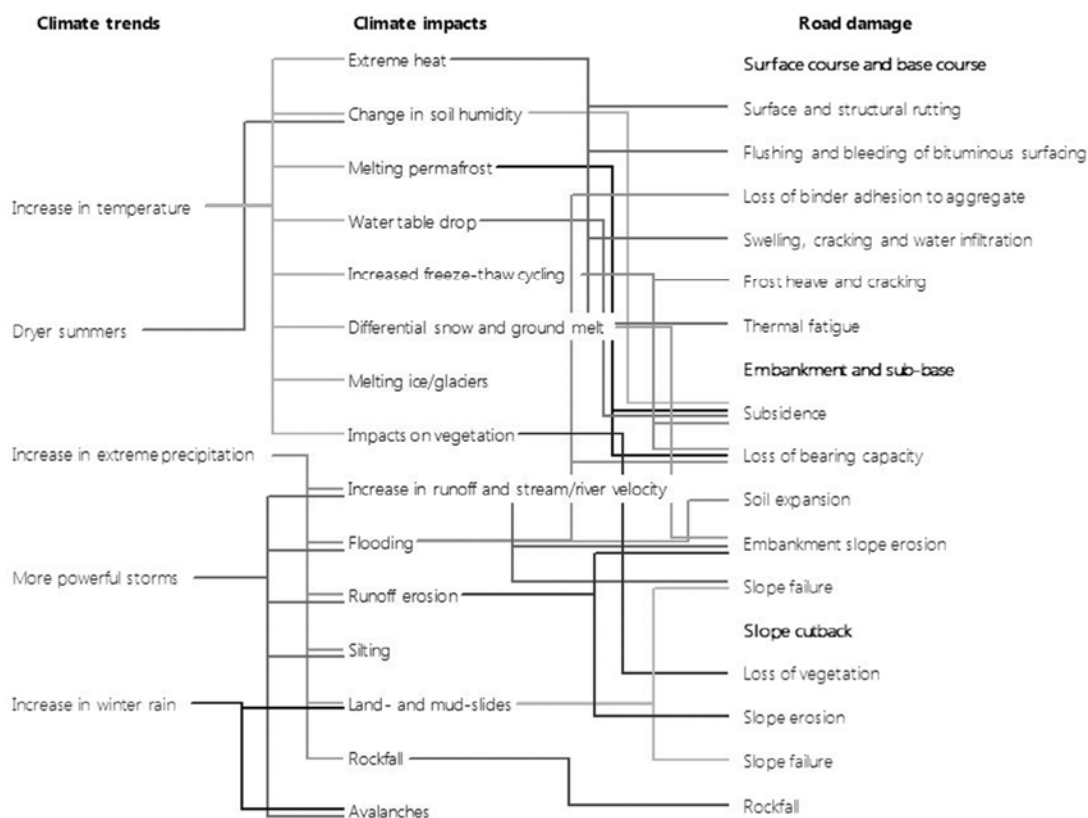 Climate trends
Climate impacts
Road damage
Increase in temperature
Dryer summers
Increase in extreme precipitation
More powerful storms
Increase in winter rain
Extreme heat
Change in soil humidity
Melting permafrost
Water table drop
Increased freeze-thaw cycling
Differential snow and ground melt
Melting ice/glaciers
Impacts on vegetation
Increase in runoff and stream/river velocity
Flooding
Runoff erosion
Silting
Land- and mud-slides
Rockfall
Avalanches
Surface course and base course
Surface and structural rutting
Flushing and bleeding of bituminous surfacing
Loss of binder adhesion to aggregate
Swelling, cracking and water infiltration
Frost heave and cracking
Thermal fatigue
Embankment and sub-base
Subsidence
Loss of bearing capacity
Soil expansion
Embankment slope erosion
Slope failure
Slope cutback
Loss of vegetation
Slope erosion
Slope failure
Rockfall